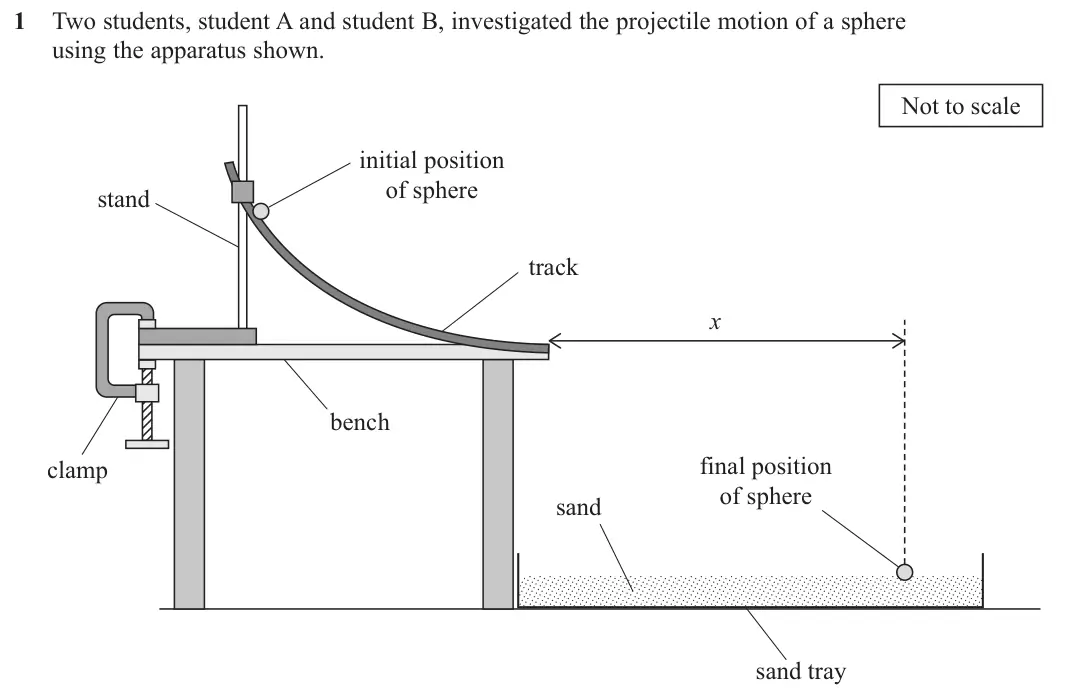 1 Two students, student A and student B, investigated the projectile motion of a sphere
using the apparatus shown.
Not to scale
initial position
of sphere
stand
track
x
bench
clamp
final position
of sphere
sand
sand tray